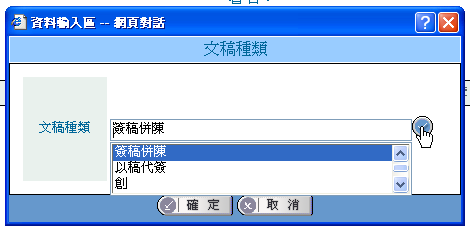 資料輸入區 -- 網頁對話
文稿種類
文稿種類
簽稿併陳
簽稿併陳
以稿代簽
創
確 定
取 消